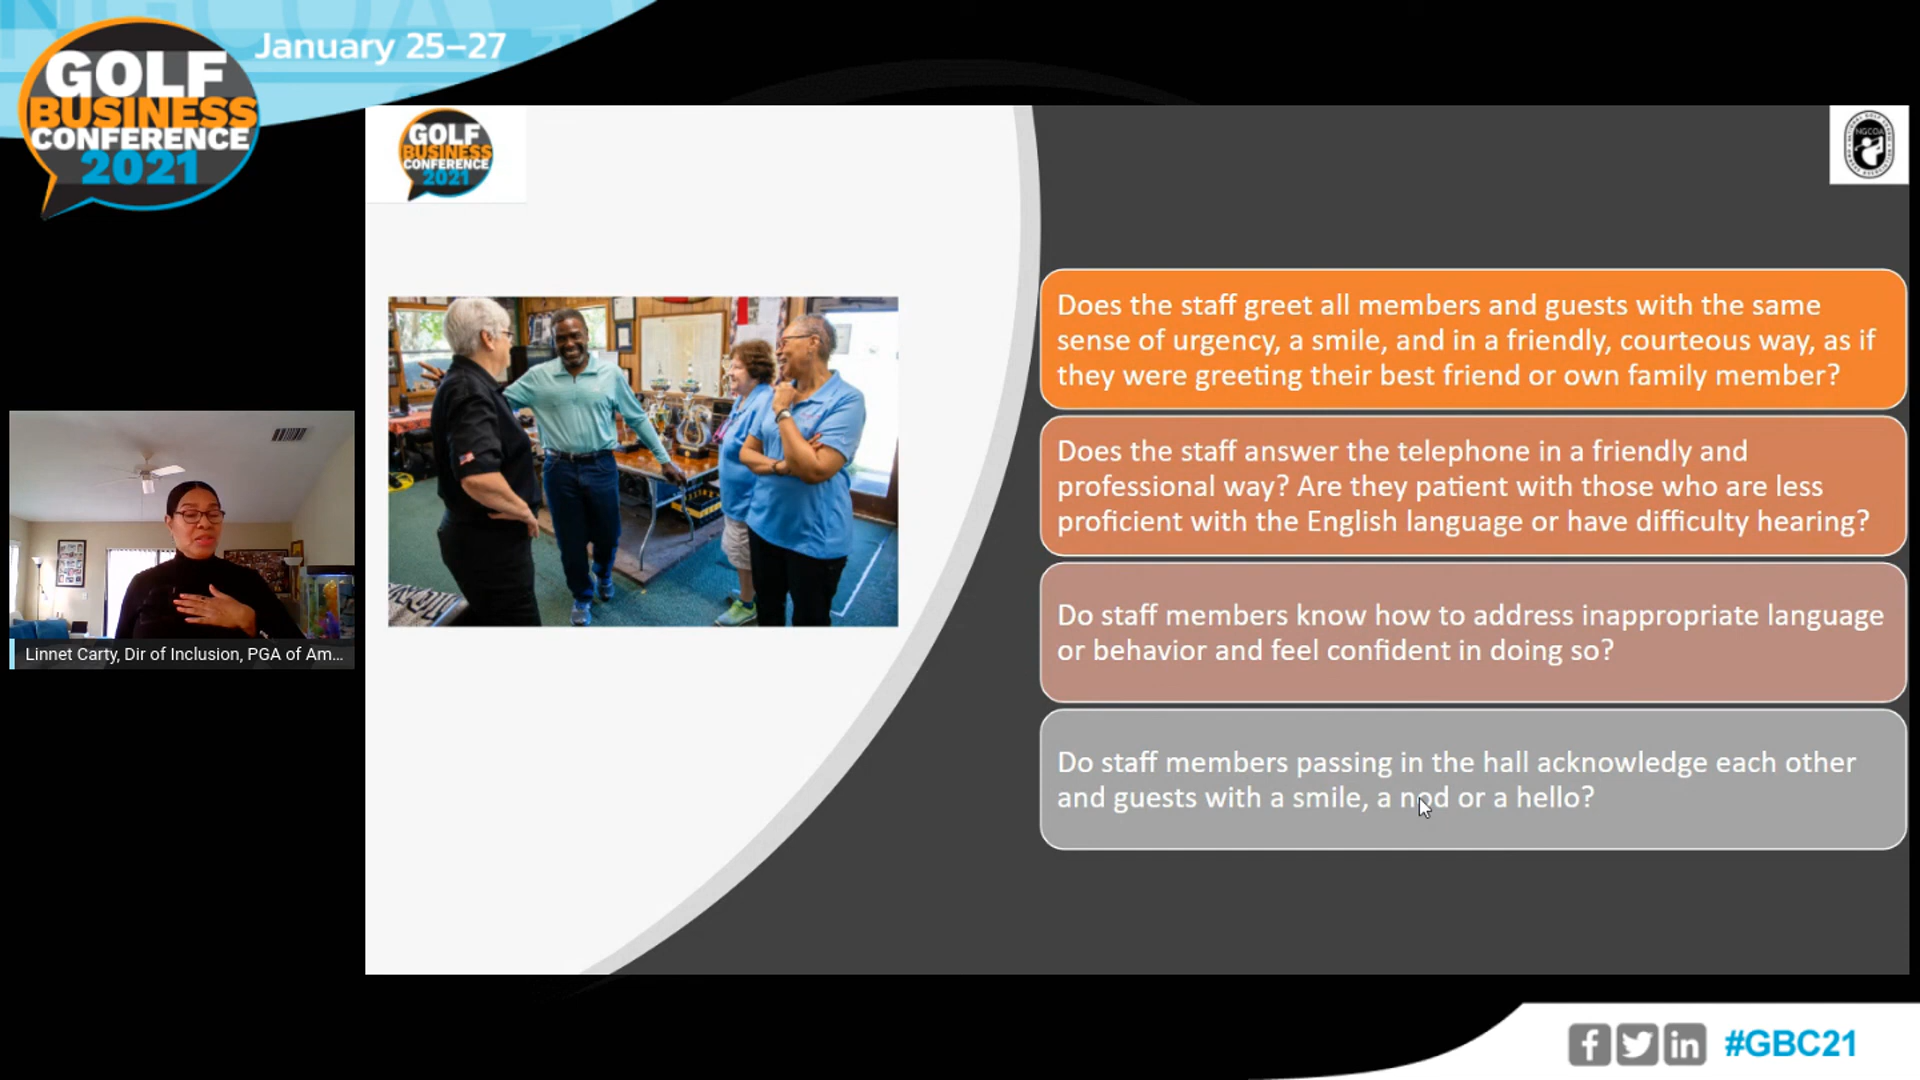 NGCOA
January 25–27
GOLF
BUSINESS
CONFERENCE
2021
GOLF
BUSINESS
CONFERENCE
2021
NGCOA
Does the staff greet all members and guests with the same
sense of urgency, a smile, and in a friendly, courteous way, as if
they were greeting their best friend or own family member?
Does the staff answer the telephone in a friendly and
professional way? Are they patient with those who are less
proficient with the English language or have difficulty hearing?
Do staff members know how to address inappropriate language
or behavior and feel confident in doing so?
Do staff members passing in the hall acknowledge each other
and guests with a smile, a nod or a hello?
Linnet Carty, Dir of Inclusion, PGA of Am...
#GBC21